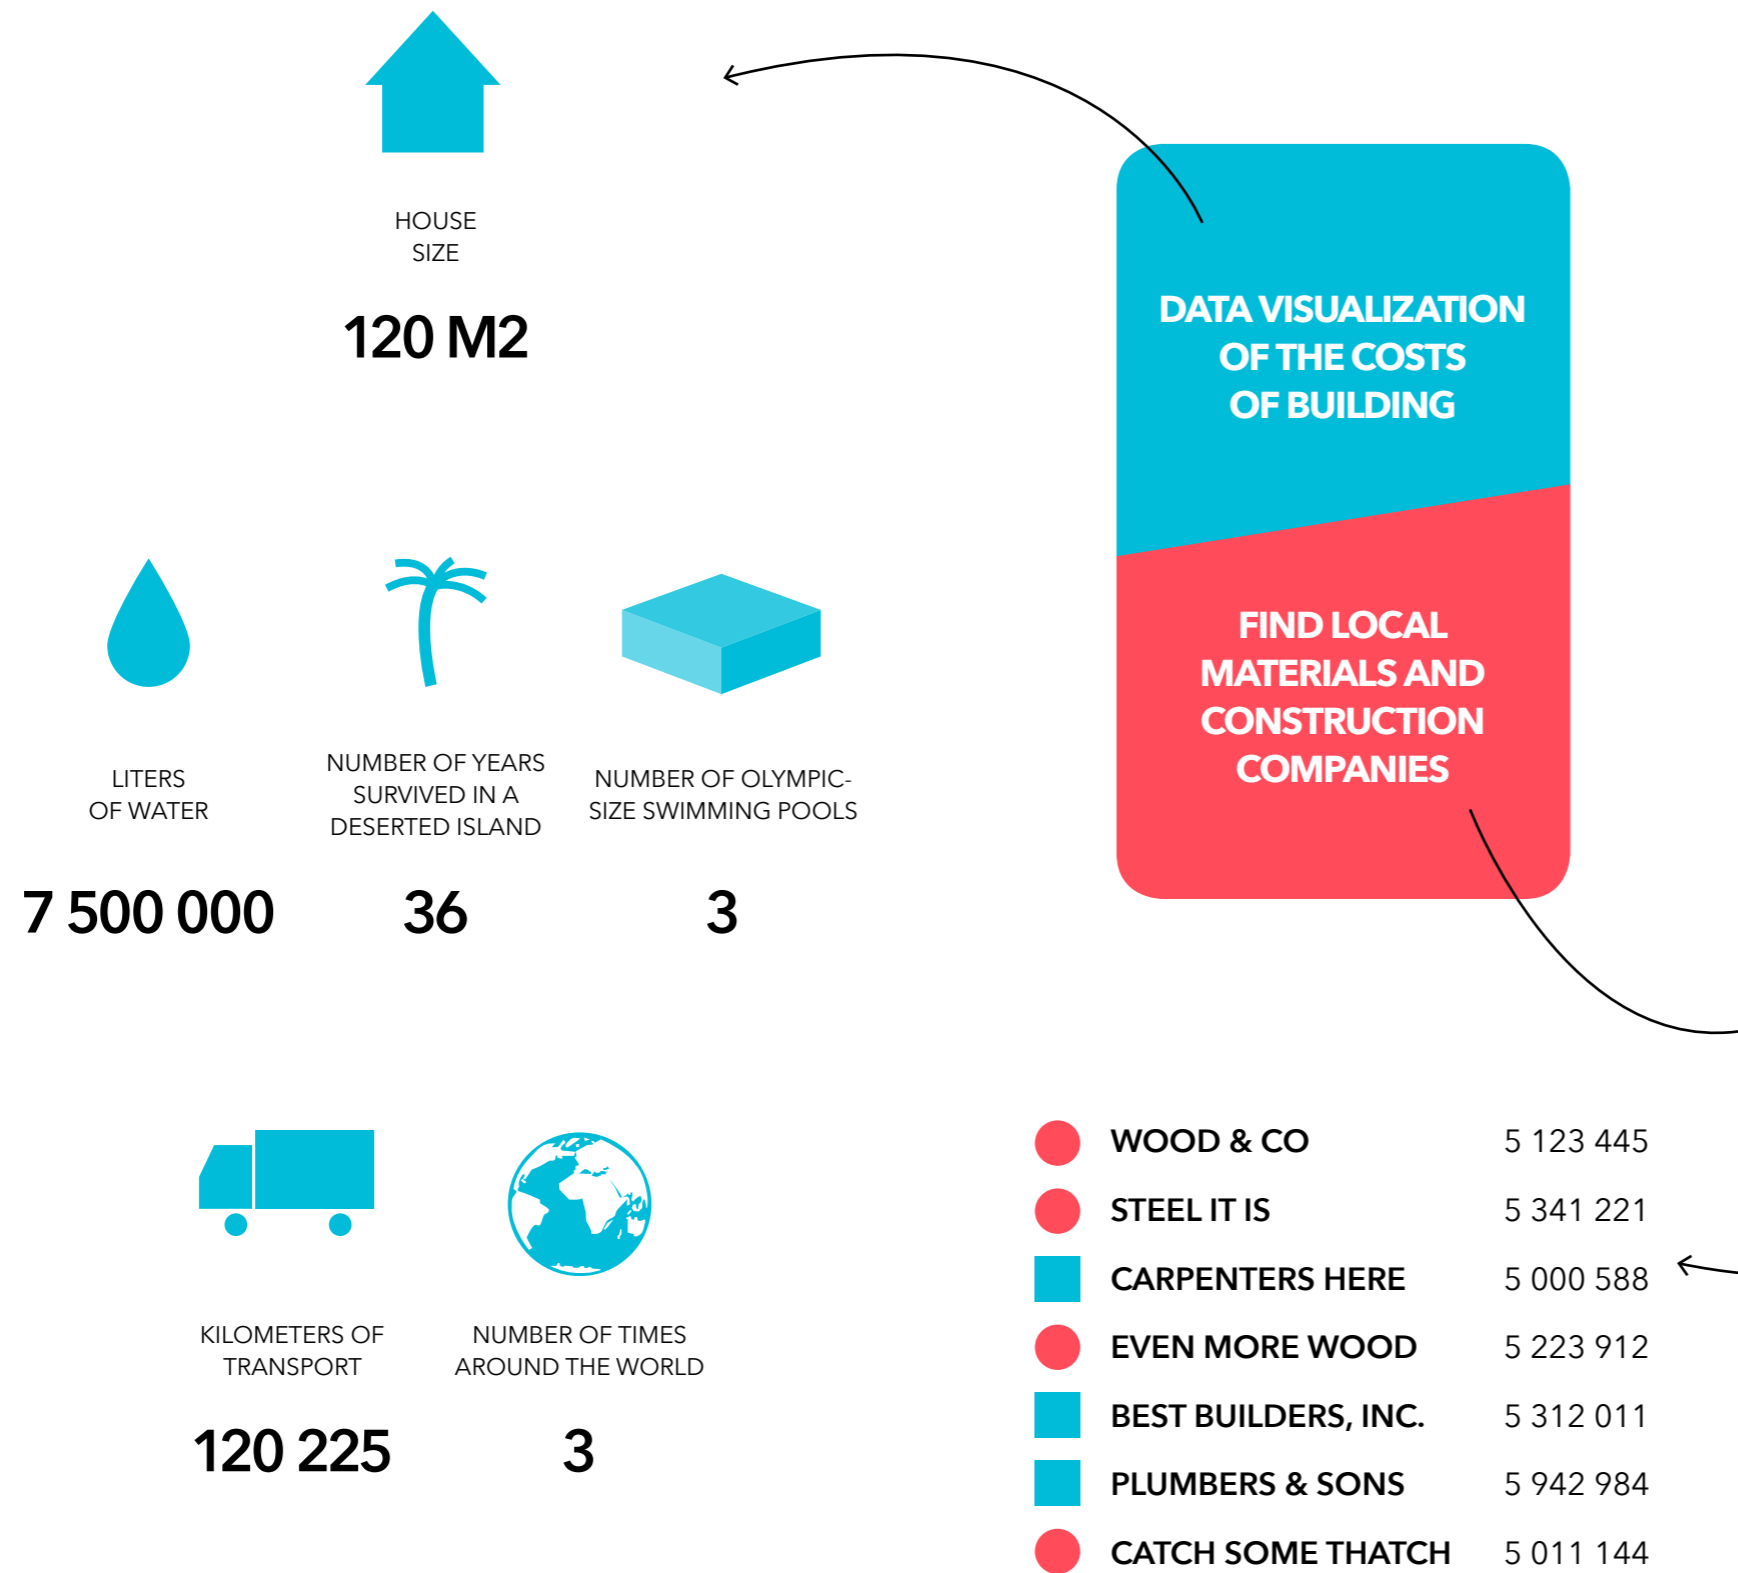 HOUSE
SIZE
120 M2
DATA VISUALIZATION
OF THE COSTS
OF BUILDING
FIND LOCAL
MATERIALS AND
CONSTRUCTION
COMPANIES
LITERS
OF WATER
7 500 000
NUMBER OF YEARS
SURVIVED IN A
DESERTED ISLAND
36
NUMBER OF OLYMPIC-
SIZE SWIMMING POOLS
3
KILOMETERS OF
TRANSPORT
120 225
NUMBER OF TIMES
AROUND THE WORLD
3
WOOD & CO 5 123 445
STEEL IT IS 5 341 221
CARPENTERS HERE 5 000 588
EVEN MORE WOOD 5 223 912
BEST BUILDERS, INC. 5 312 011
PLUMBERS & SONS 5 942 984
CATCH SOME THATCH 5 011 144